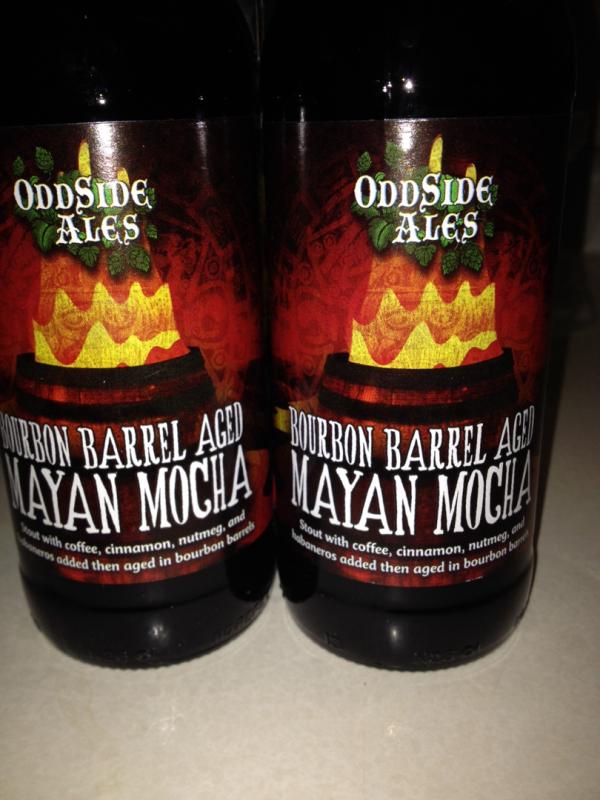 ODDSIDE
ALES
BOURBON BARREL AGED
MAYAN MOCHA
Stout with coffee, cinnamon, nutmeg, and
habaneros added then aged in bourbon barrels
ODDSIDE
ALES
BOURBON BARREL AGED
MAYAN MOCHA
Stout with coffee, cinnamon, nutmeg, and
habaneros added then aged in bourbon barrels